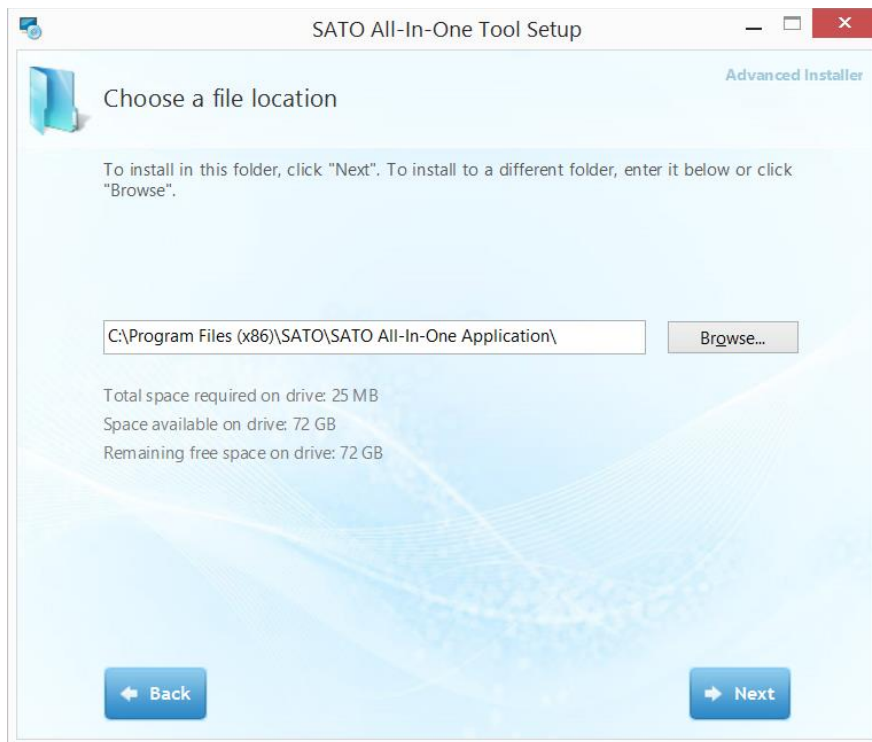 SATO All-In-One Tool Setup
Advanced Installer
Choose a file location
To install in this folder, click "Next". To install to a different folder, enter it below or click
"Browse".
C:\Program Files (x86)\SATO\SATO All-In-One Application\
Browse...
Total space required on drive: 25 MB
Space available on drive: 72 GB
Remaining free space on drive: 72 GB
Back
Next